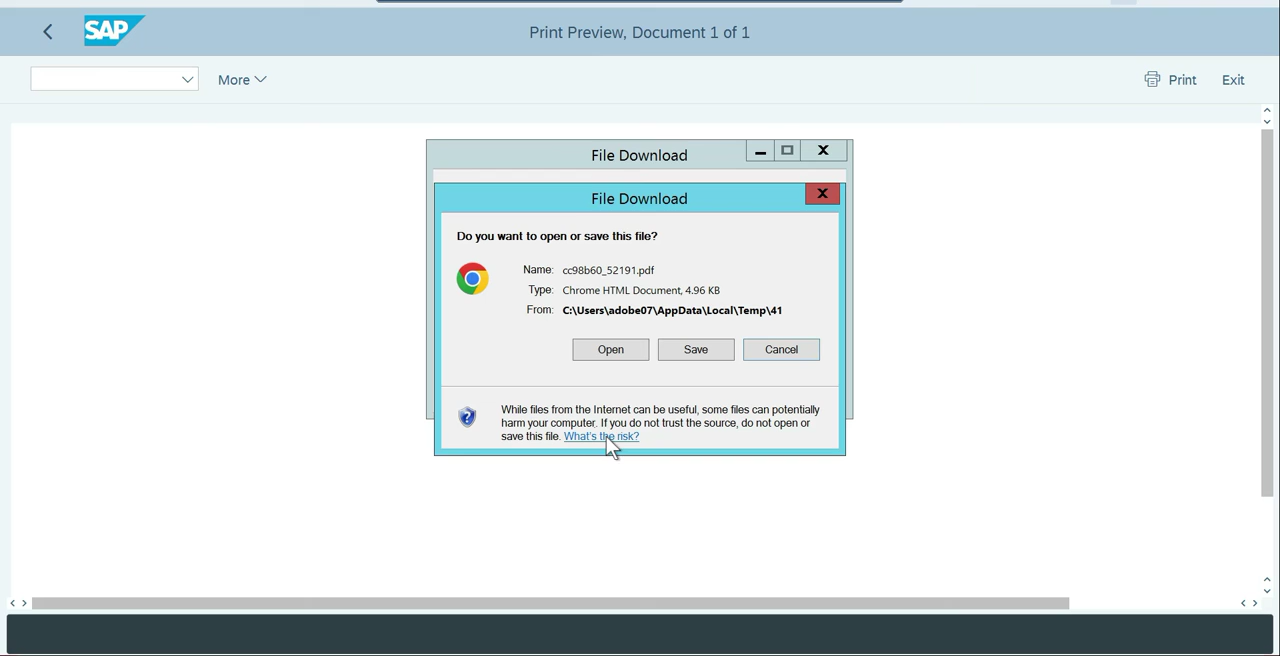 SAP
Print Preview, Document 1 of 1
More
Print
Exit
File Download
File Download
Do you want to open or save this file?
Name: cc98b60_52191.pdf
Type: Chrome HTML Document, 4.96 KB
From: C:\Users\adobe07\AppData\Local\Temp\41
Open
Save
Cancel
While files from the Internet can be useful, some files can potentially
harm your computer. If you do not trust the source, do not open or
save this file. What's the risk?